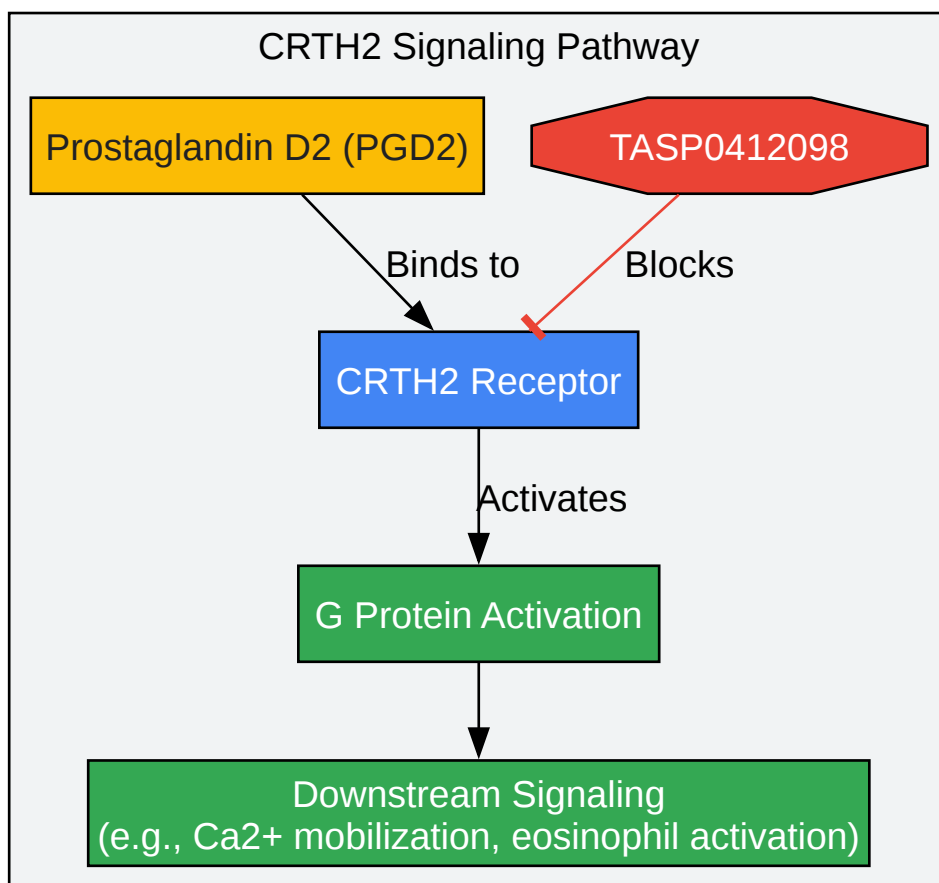 CRTH2 Signaling Pathway
Prostaglandin D2 (PGD2)
TASP0412098
Binds to
Blocks
CRTH2 Receptor
Activates
G Protein Activation
Downstream Signaling
(e.g., Ca2+ mobilization, eosinophil activation)